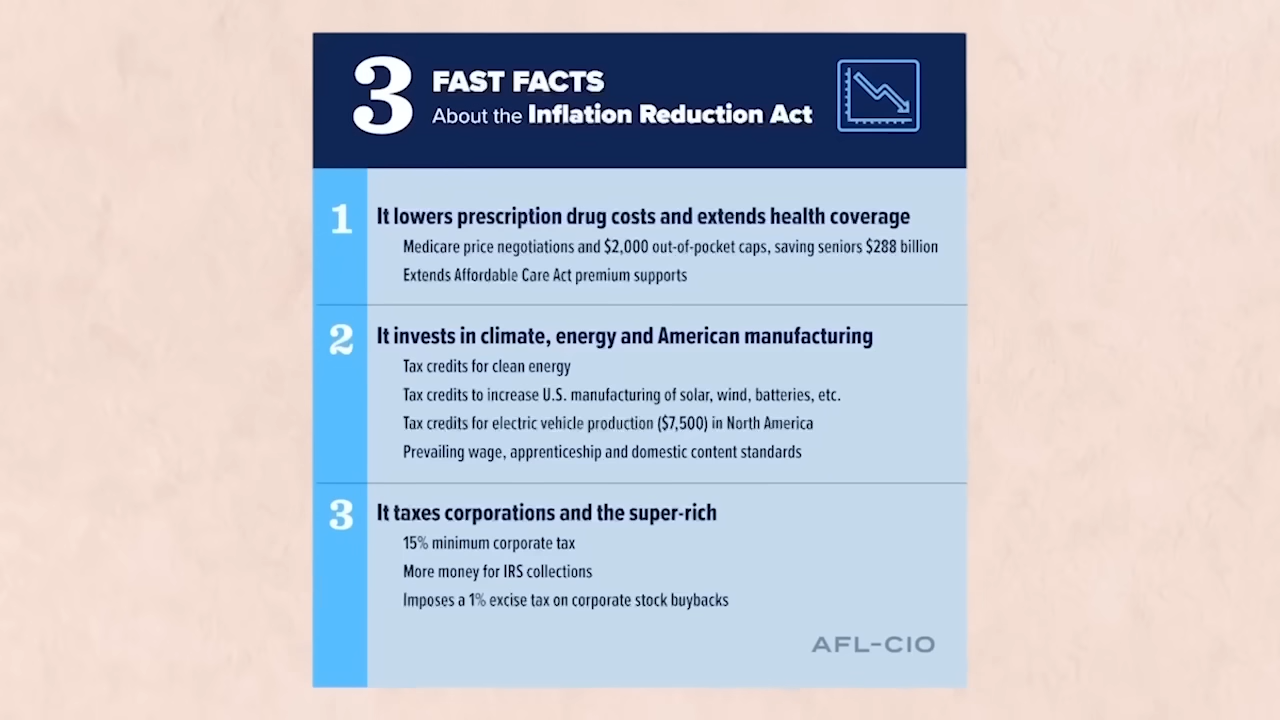 3
FAST FACTS
About the Inflation Reduction Act
1
It lowers prescription drug costs and extends health coverage
Medicare price negotiations and $2,000 out-of-pocket caps, saving seniors $288 billion
Extends Affordable Care Act premium supports
2
It invests in climate, energy and American manufacturing
Tax credits for clean energy
Tax credits to increase U.S. manufacturing of solar, wind, batteries, etc.
Tax credits for electric vehicle production ($7,500) in North America
Prevailing wage, apprenticeship and domestic content standards
3
It taxes corporations and the super-rich
15% minimum corporate tax
More money for IRS collections
Imposes a 1% excise tax on corporate stock buybacks
AFL-CIO